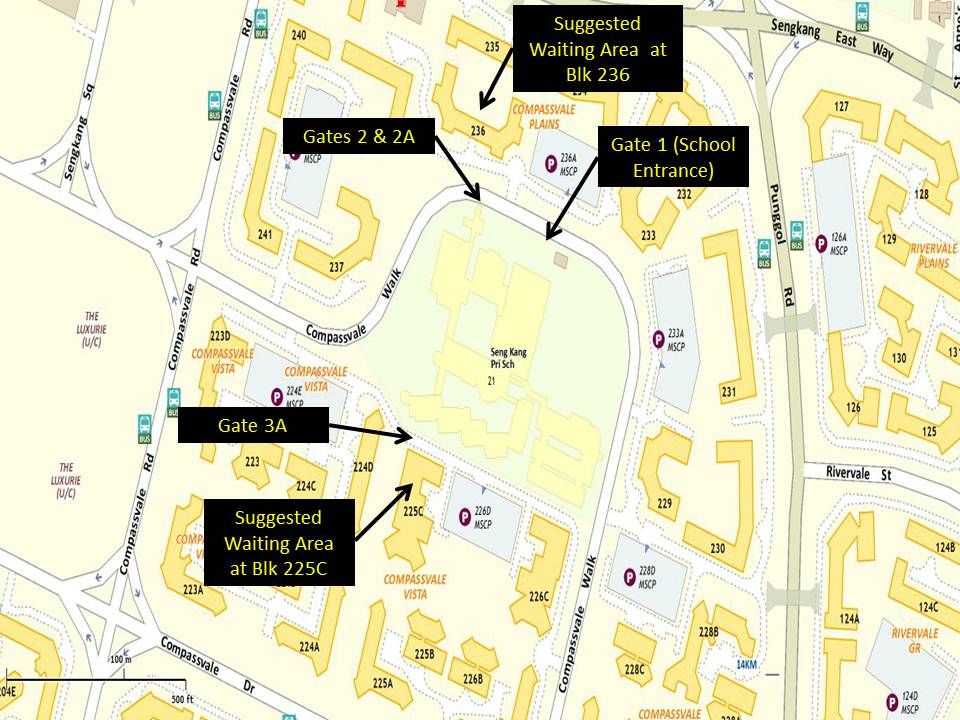 Suggested
Waiting Area at
Blk 236
Gates 2 & 2A
Gate 1 (School
Entrance)
Gate 3A
Suggested
Waiting Area
at Blk 225C
Sengkang East Way
Sengkang Sq
Compassvale Rd
BUS
BUS
BUS
240
235
236
COMPASSVALE
PLAINS
P 236A
MSCP
127
128
129
RIVERVALE
PLAINS
P 126A
MSCP
Punggol Rd
BUS
BUS
232
233
241
237
P
MSCP
Compassvale Rd
Compassvale Walk
THE
LUXURIE
(U/C)
223D
COMPASSVALE
VISTA
COMPASSVALE
VISTA
P 224E
MSCP
Seng Kang
Pri Sch
21
P 233A
MSCP
231
130
126
125
BUS
BUS
223
224C
224D
225C
P 226D
MSCP
229
230
Rivervale St
THE
LUXURIE
(U/C)
Compassvale Rd
223A
224A
COMPASSVALE
VISTA
226C
Compassvale Walk
P 228D
MSCP
124B
124C
124A
RIVERVALE
GR
P 124D
MSCP
Compassvale Dr
225B
225A
226B
228B
228C
14KM
COMPASSVALE
100 m
500 ft